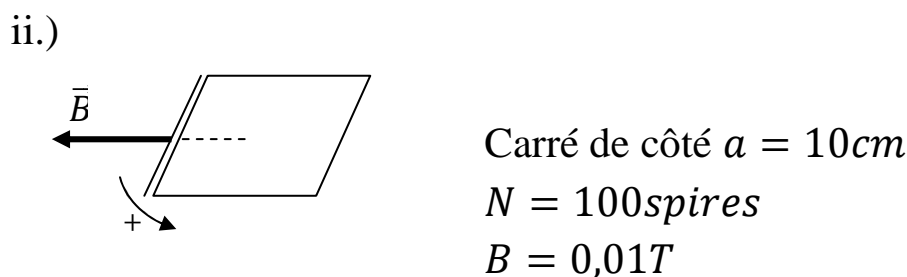 ii.)
B̅
+
Carré de côté a = 10cm
N = 100spires
B = 0,01T